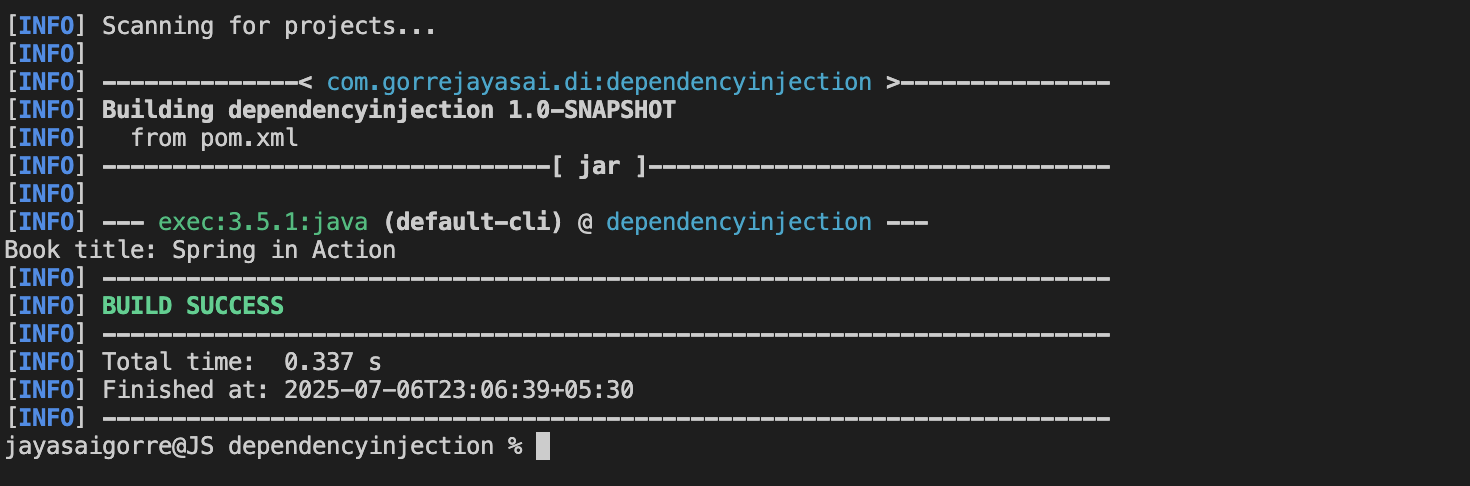 [INFO] Scanning for projects...
[INFO]
[INFO] --------------< com.gorrejayasai.di:dependencyinjection >---------------
[INFO] Building dependencyinjection 1.0-SNAPSHOT
[INFO]   from pom.xml
[INFO] --------------------------------[ jar ]---------------------------------
[INFO]
[INFO] --- exec:3.5.1:java (default-cli) @ dependencyinjection ---
Book title: Spring in Action
[INFO] ------------------------------------------------------------------------
[INFO] BUILD SUCCESS
[INFO] ------------------------------------------------------------------------
[INFO] Total time:  0.337 s
[INFO] Finished at: 2025-07-06T23:06:39+05:30
[INFO] ------------------------------------------------------------------------
jayasaigorre@JS dependencyinjection %